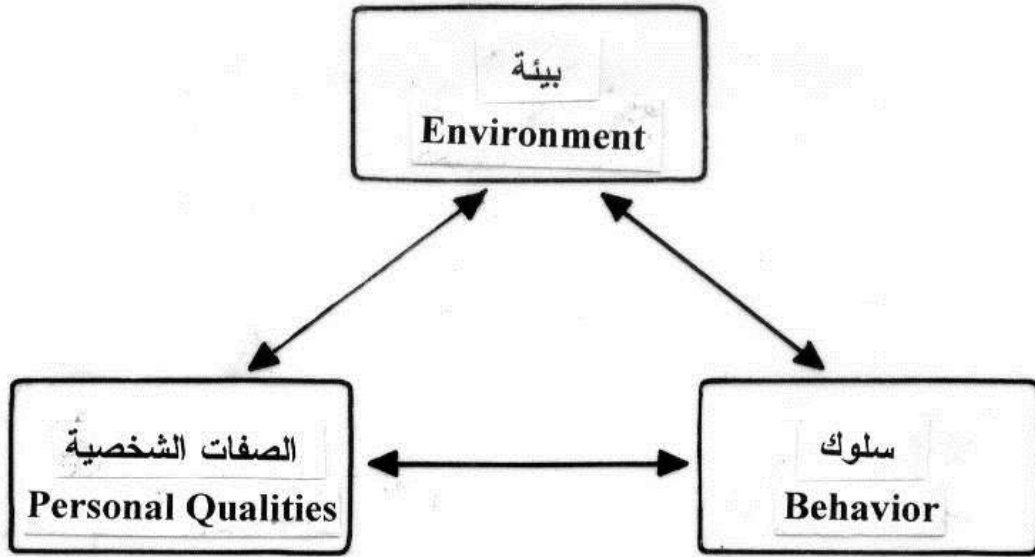 بيئة
Environment
الصفات الشخصية
Personal Qualities
سلوك
Behavior